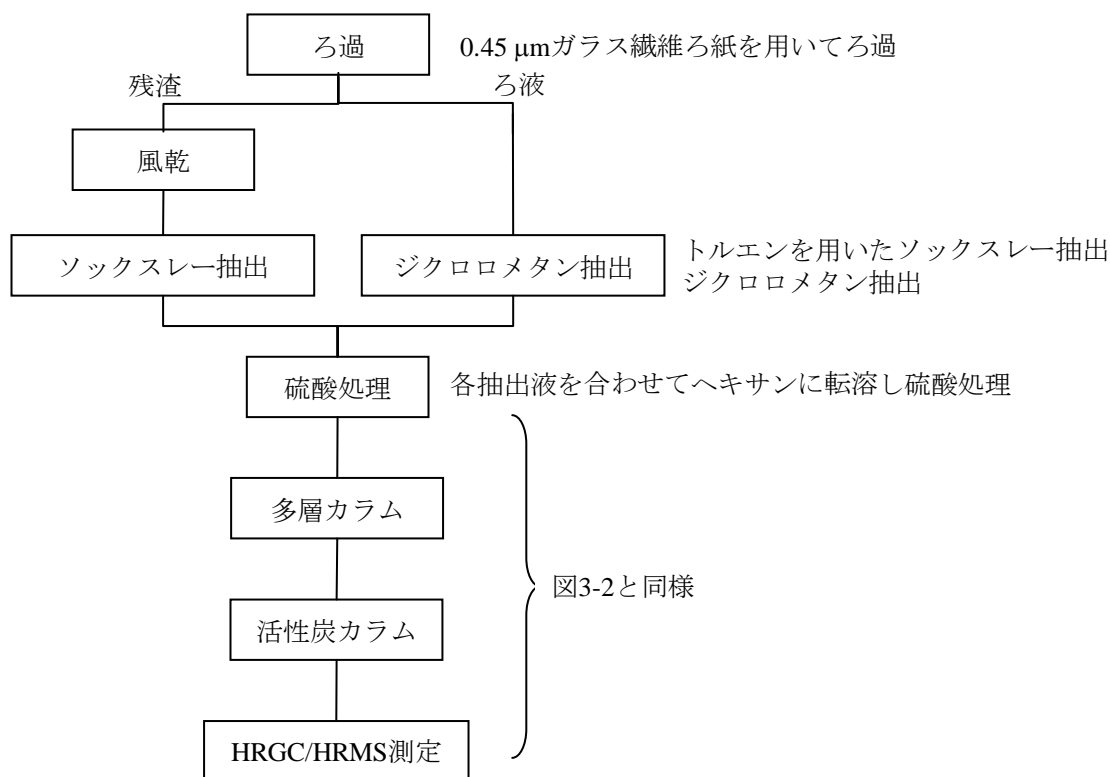 ろ過
0.45 μmガラス繊維ろ紙を用いてろ過
残渣
ろ液
風乾
ソックスレー抽出
ジクロロメタン抽出
トルエンを用いたソックスレー抽出
ジクロロメタン抽出
硫酸処理
各抽出液を合わせてヘキサンに転溶し硫酸処理
多層カラム
図3-2と同様
活性炭カラム
HRGC/HRMS測定